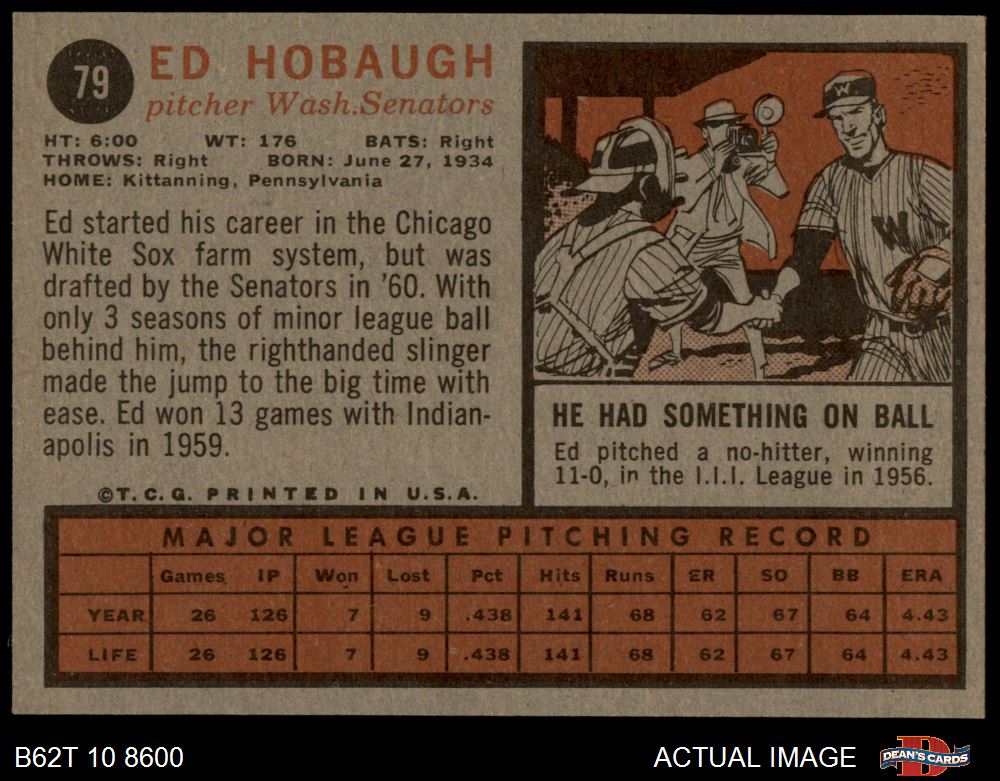 79
ED HOBAUGH
pitcher Wash.Senators
HT: 6:00 WT: 176 BATS: Right
THROWS: Right BORN: June 27, 1934
HOME: Kittanning, Pennsylvania
Ed started his career in the Chicago
White Sox farm system, but was
drafted by the Senators in '60. With
only 3 seasons of minor league ball
behind him, the righthanded slinger
made the jump to the big time with
ease. Ed won 13 games with Indian-
apolis in 1959.
©T.C.G. PRINTED IN U.S.A.
W
W
HE HAD SOMETHING ON BALL
Ed pitched a no-hitter, winning
11-0, in the I.I.I. League in 1956.
MAJOR LEAGUE PITCHING RECORD
Games IP Won Lost Pct Hits Runs ER SO BB ERA
YEAR 26 126 7 9 .438 141 68 62 67 64 4.43
LIFE 26 126 7 9 .438 141 68 62 67 64 4.43
B62T 10 8600
ACTUAL IMAGE
DEAN'S CARDS